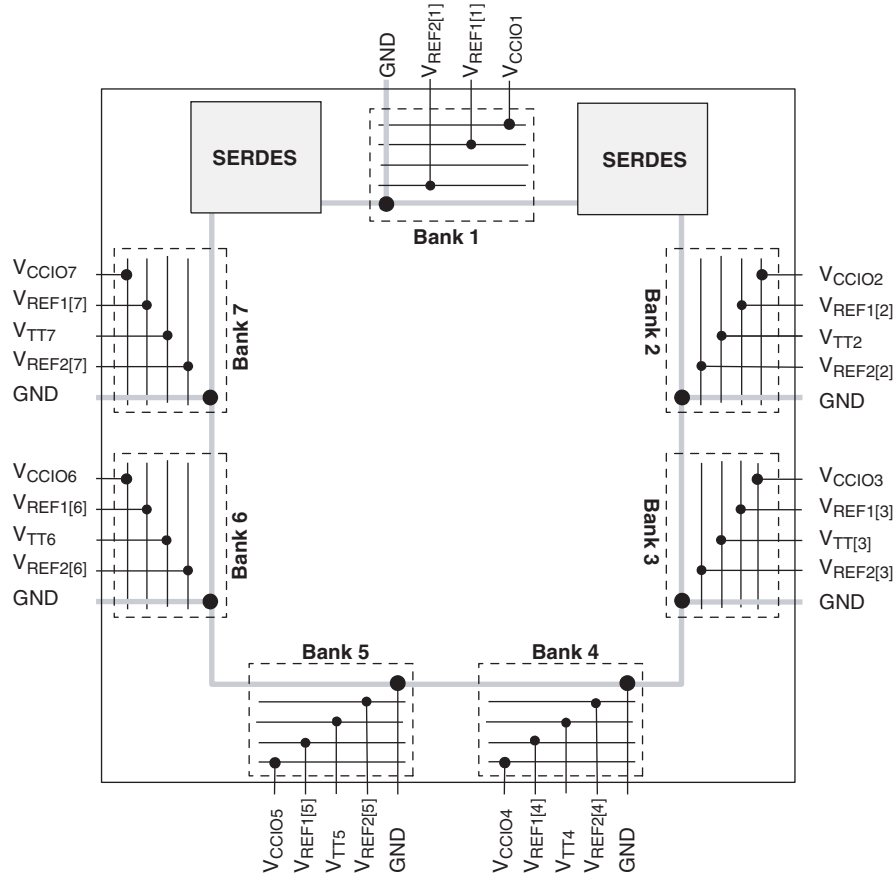 GND
VREF2[1]
VREF1[1]
VCCIO1
SERDES
SERDES
Bank 1
VCCIO7
VREF1[7]
VTT7
VREF2[7]
GND
Bank 7
Bank 2
VCCIO2
VREF1[2]
VTT2
VREF2[2]
GND
VCCIO6
VREF1[6]
VTT6
VREF2[6]
GND
Bank 6
Bank 3
VCCIO3
VREF1[3]
VTT[3]
VREF2[3]
GND
Bank 5
Bank 4
VCCIO5
VREF1[5]
VTT5
VREF2[5]
GND
VCCIO4
VREF1[4]
VTT4
VREF2[4]
GND